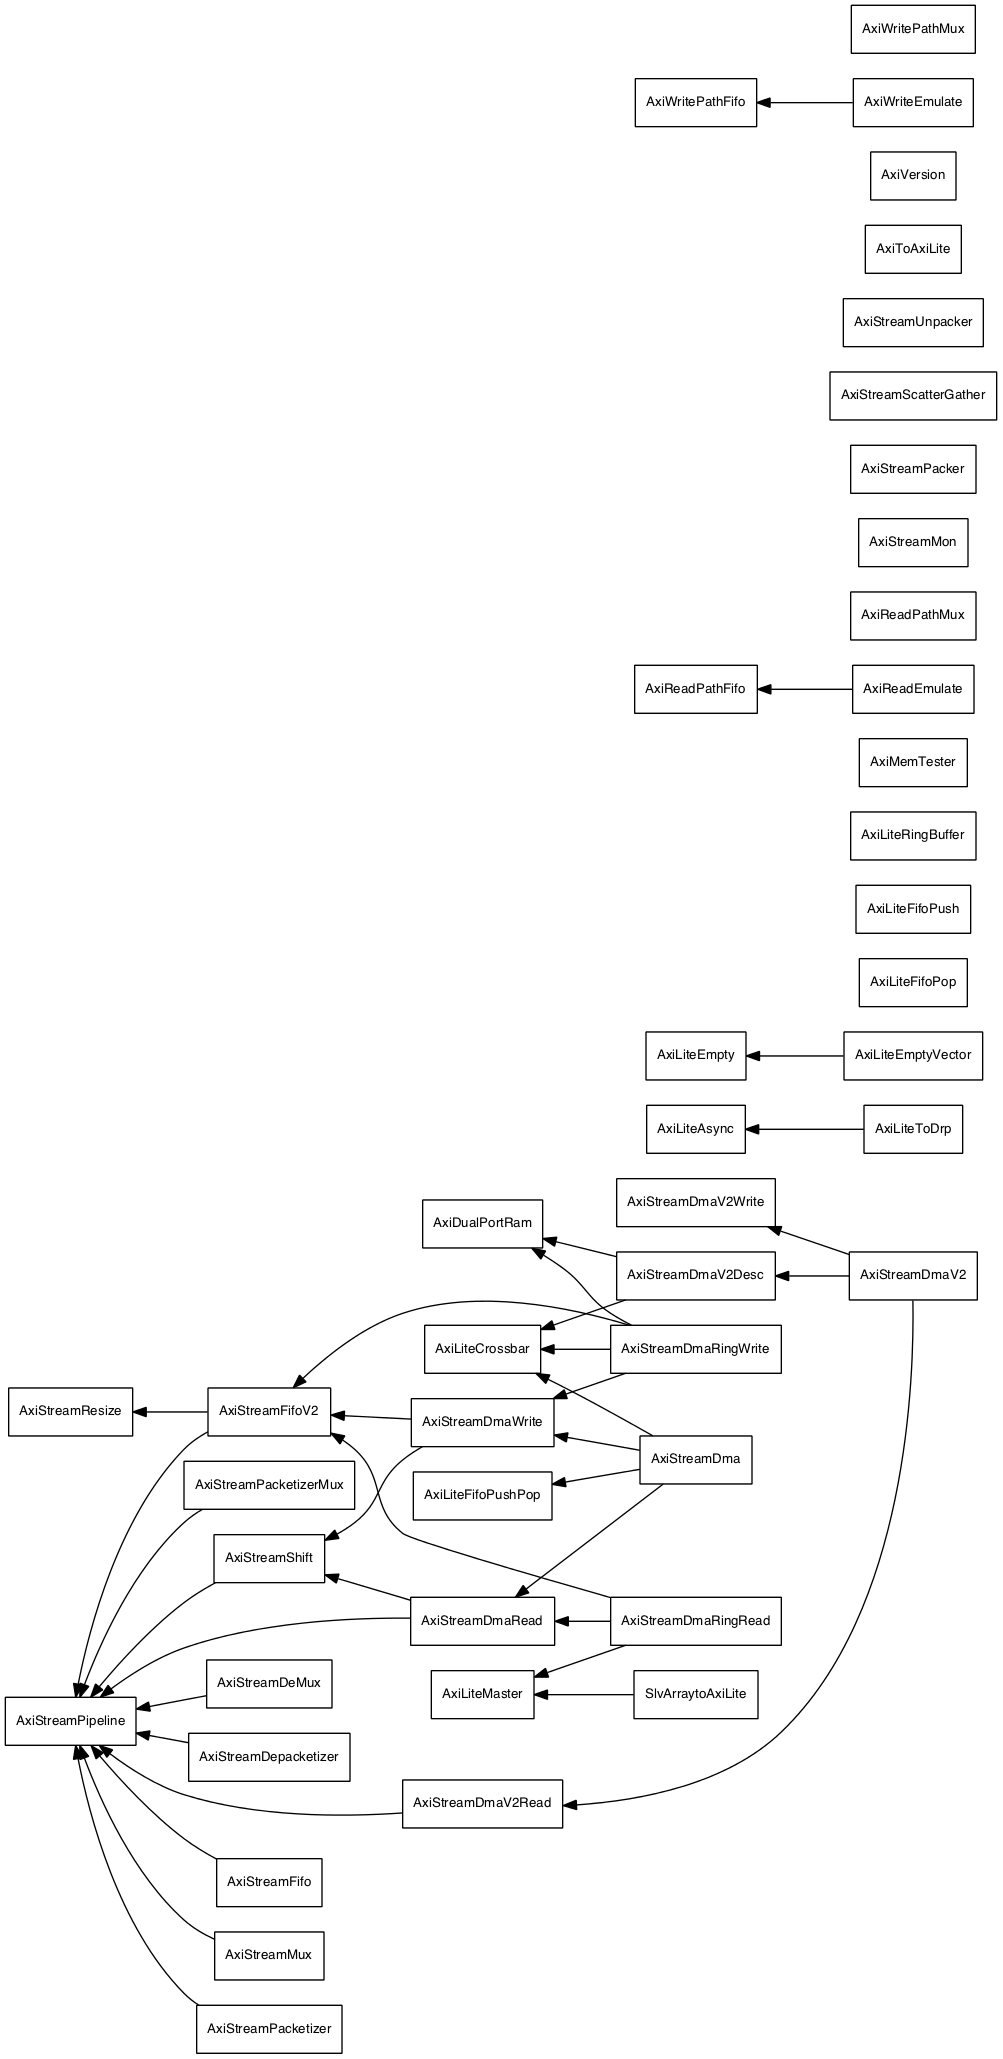 AxiWritePathMux
AxiWritePathFifo
AxiWriteEmulate
AxiVersion
AxiToAxiLite
AxiStreamUnpacker
AxiStreamScatterGather
AxiStreamPacker
AxiStreamMon
AxiReadPathMux
AxiReadPathFifo
AxiReadEmulate
AxiMemTester
AxiLiteRingBuffer
AxiLiteFifoPush
AxiLiteFifoPop
AxiLiteEmpty
AxiLiteEmptyVector
AxiLiteAsync
AxiLiteToDrp
AxiStreamDmaV2Write
AxiDualPortRam
AxiStreamDmaV2Desc
AxiStreamDmaV2
AxiLiteCrossbar
AxiStreamDmaRingWrite
AxiStreamResize
AxiStreamFifoV2
AxiStreamDmaWrite
AxiStreamDma
AxiStreamPacketizerMux
AxiLiteFifoPushPop
AxiStreamShift
AxiStreamDmaRead
AxiStreamDmaRingRead
AxiStreamDeMux
AxiLiteMaster
SlvArraytoAxiLite
AxiStreamPipeline
AxiStreamDepacketizer
AxiStreamDmaV2Read
AxiStreamFifo
AxiStreamMux
AxiStreamPacketizer